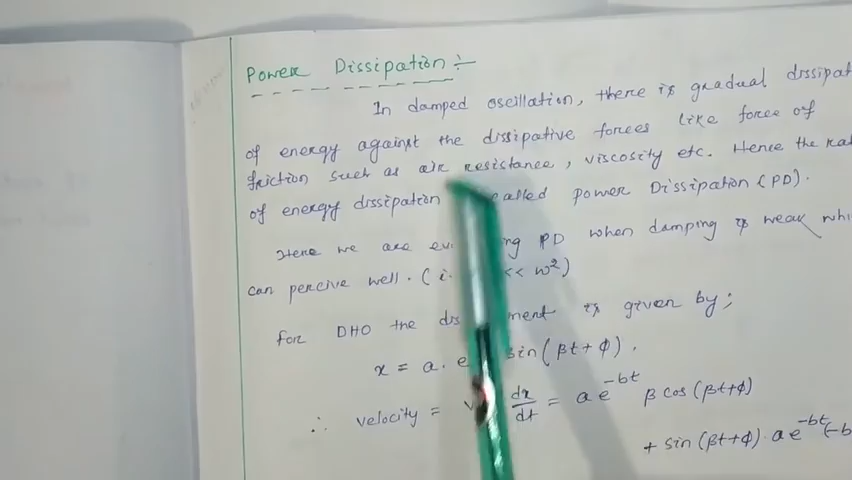 Power Dissipation :-
In damped oscillation, there is gradual dissipat
of energy against the dissipative forces like force of
friction such as air resistance, viscosity etc. Hence the
of energy dissipation called power Dissipation (PD).
Here we are PD when damping is weak
can percive well. (i. << w²)
for DHO the is given by;
x = a. e sin(βt+ϕ).
∴ velocity = v dx/dt = a e^-bt β cos(βt+ϕ)
+ sin(βt+ϕ). a e^-bt(-b